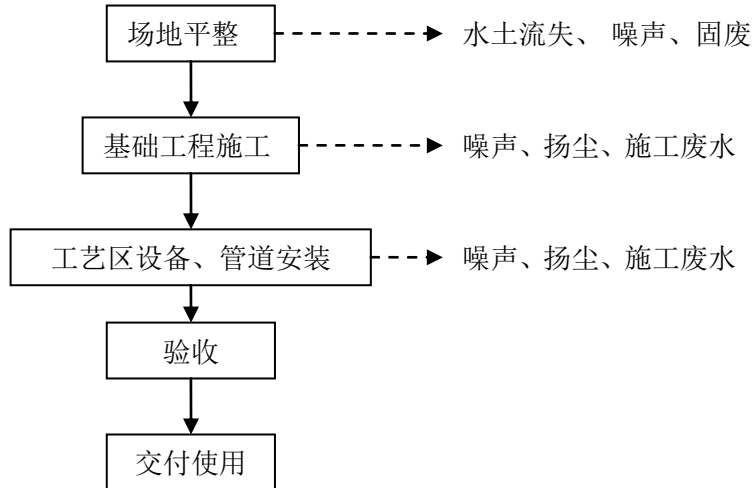 场地平整
水土流失、 噪声、固废
基础工程施工
噪声、扬尘、施工废水
工艺区设备、管道安装
噪声、扬尘、施工废水
验收
交付使用